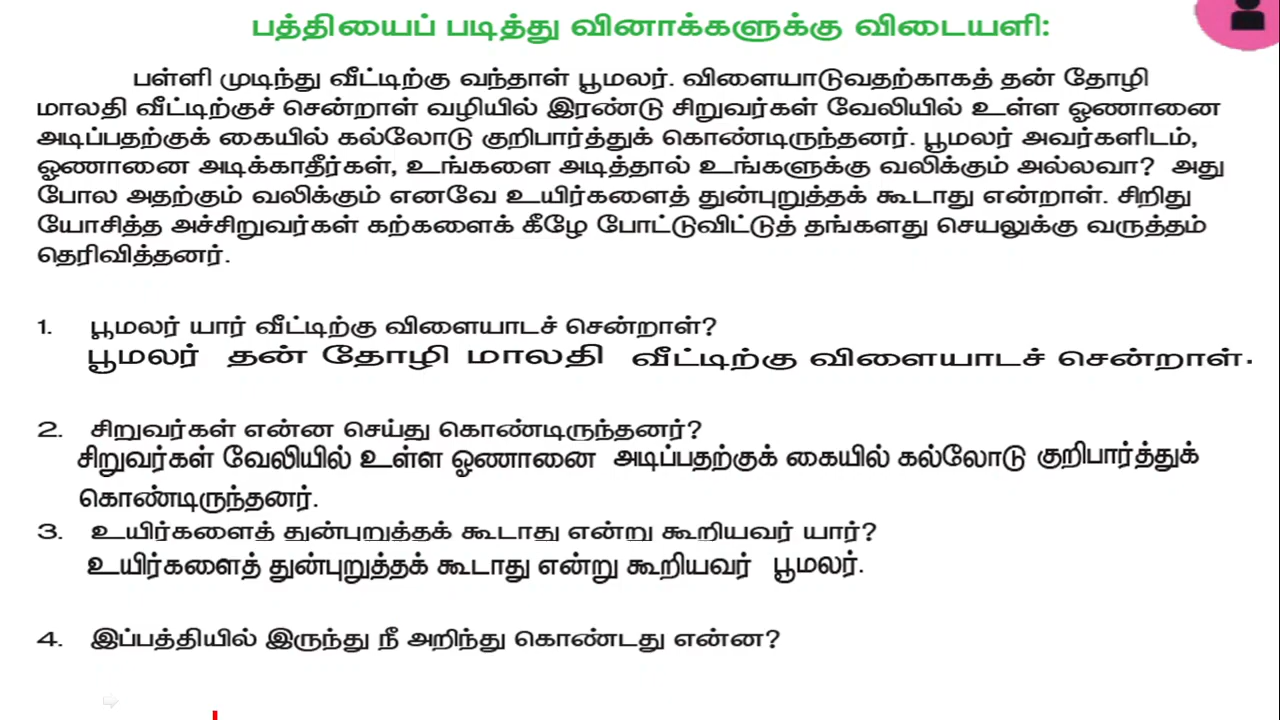 பத்தியைப் படித்து வினாக்களுக்கு விடையளி:
பள்ளி முடிந்து வீட்டிற்கு வந்தாள் பூமலர். விளையாடுவதற்காகத் தன் தோழி
மாலதி வீட்டிற்குச் சென்றாள் வழியில் இரண்டு சிறுவர்கள் வேலியில் உள்ள ஓணானை
அடிப்பதற்குக் கையில் கல்லோடு குறிபார்த்துக் கொண்டிருந்தனர். பூமலர் அவர்களிடம்,
ஓணானை அடிக்காதீர்கள், உங்களை அடித்தால் உங்களுக்கு வலிக்கும் அல்லவா? அது
போல அதற்கும் வலிக்கும் எனவே உயிர்களைத் துன்புறுத்தக் கூடாது என்றாள். சிறிது
யோசித்த அச்சிறுவர்கள் கற்களைக் கீழே போட்டுவிட்டுத் தங்களது செயலுக்கு வருத்தம்
தெரிவித்தனர்.
1. பூமலர் யார் வீட்டிற்கு விளையாடச் சென்றாள்?
பூமலர் தன் தோழி மாலதி வீட்டிற்கு விளையாடச் சென்றாள்.
2. சிறுவர்கள் என்ன செய்து கொண்டிருந்தனர்?
சிறுவர்கள் வேலியில் உள்ள ஓணானை அடிப்பதற்குக் கையில் கல்லோடு குறிபார்த்துக்
கொண்டிருந்தனர்.
3. உயிர்களைத் துன்புறுத்தக் கூடாது என்று கூறியவர் யார்?
உயிர்களைத் துன்புறுத்தக் கூடாது என்று கூறியவர் பூமலர்.
4. இப்பத்தியில் இருந்து நீ அறிந்து கொண்டது என்ன?